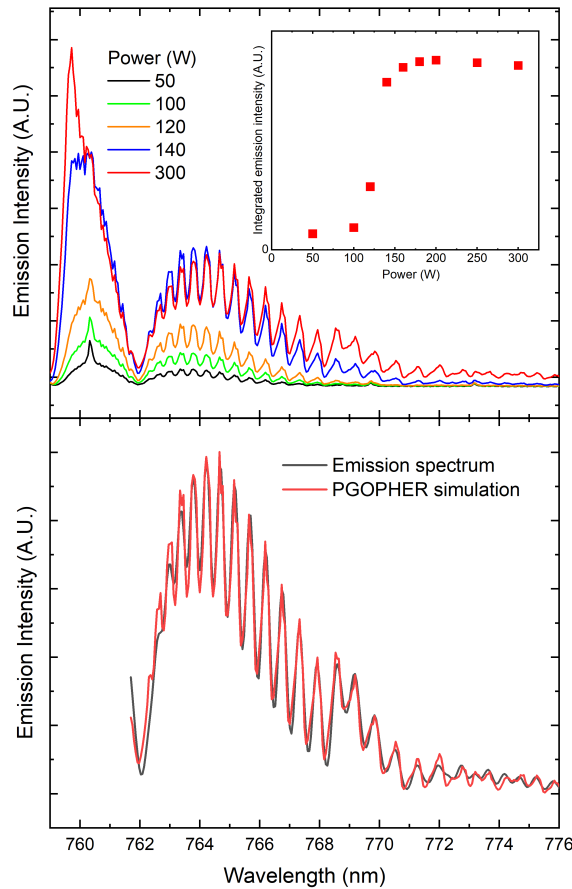 Power (W)
50
100
120
140
300
Emission Intensity (A.U.)
Integrated emission intensity (A.U.)
0
0 50 100 150 200 250 300
Power (W)
Emission spectrum
PGOPHER simulation
Emission Intensity (A.U.)
760 762 764 766 768 770 772 774 776
Wavelength (nm)